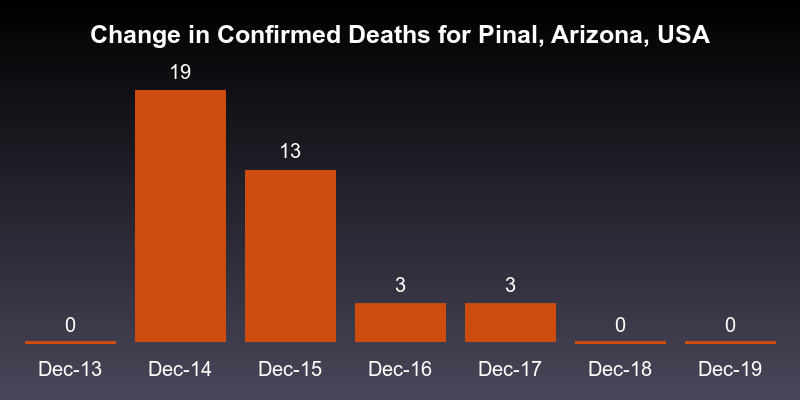 Change in Confirmed Deaths for Pinal, Arizona, USA
19
13
3
3
0
0
0
Dec-13
Dec-14
Dec-15
Dec-16
Dec-17
Dec-18
Dec-19